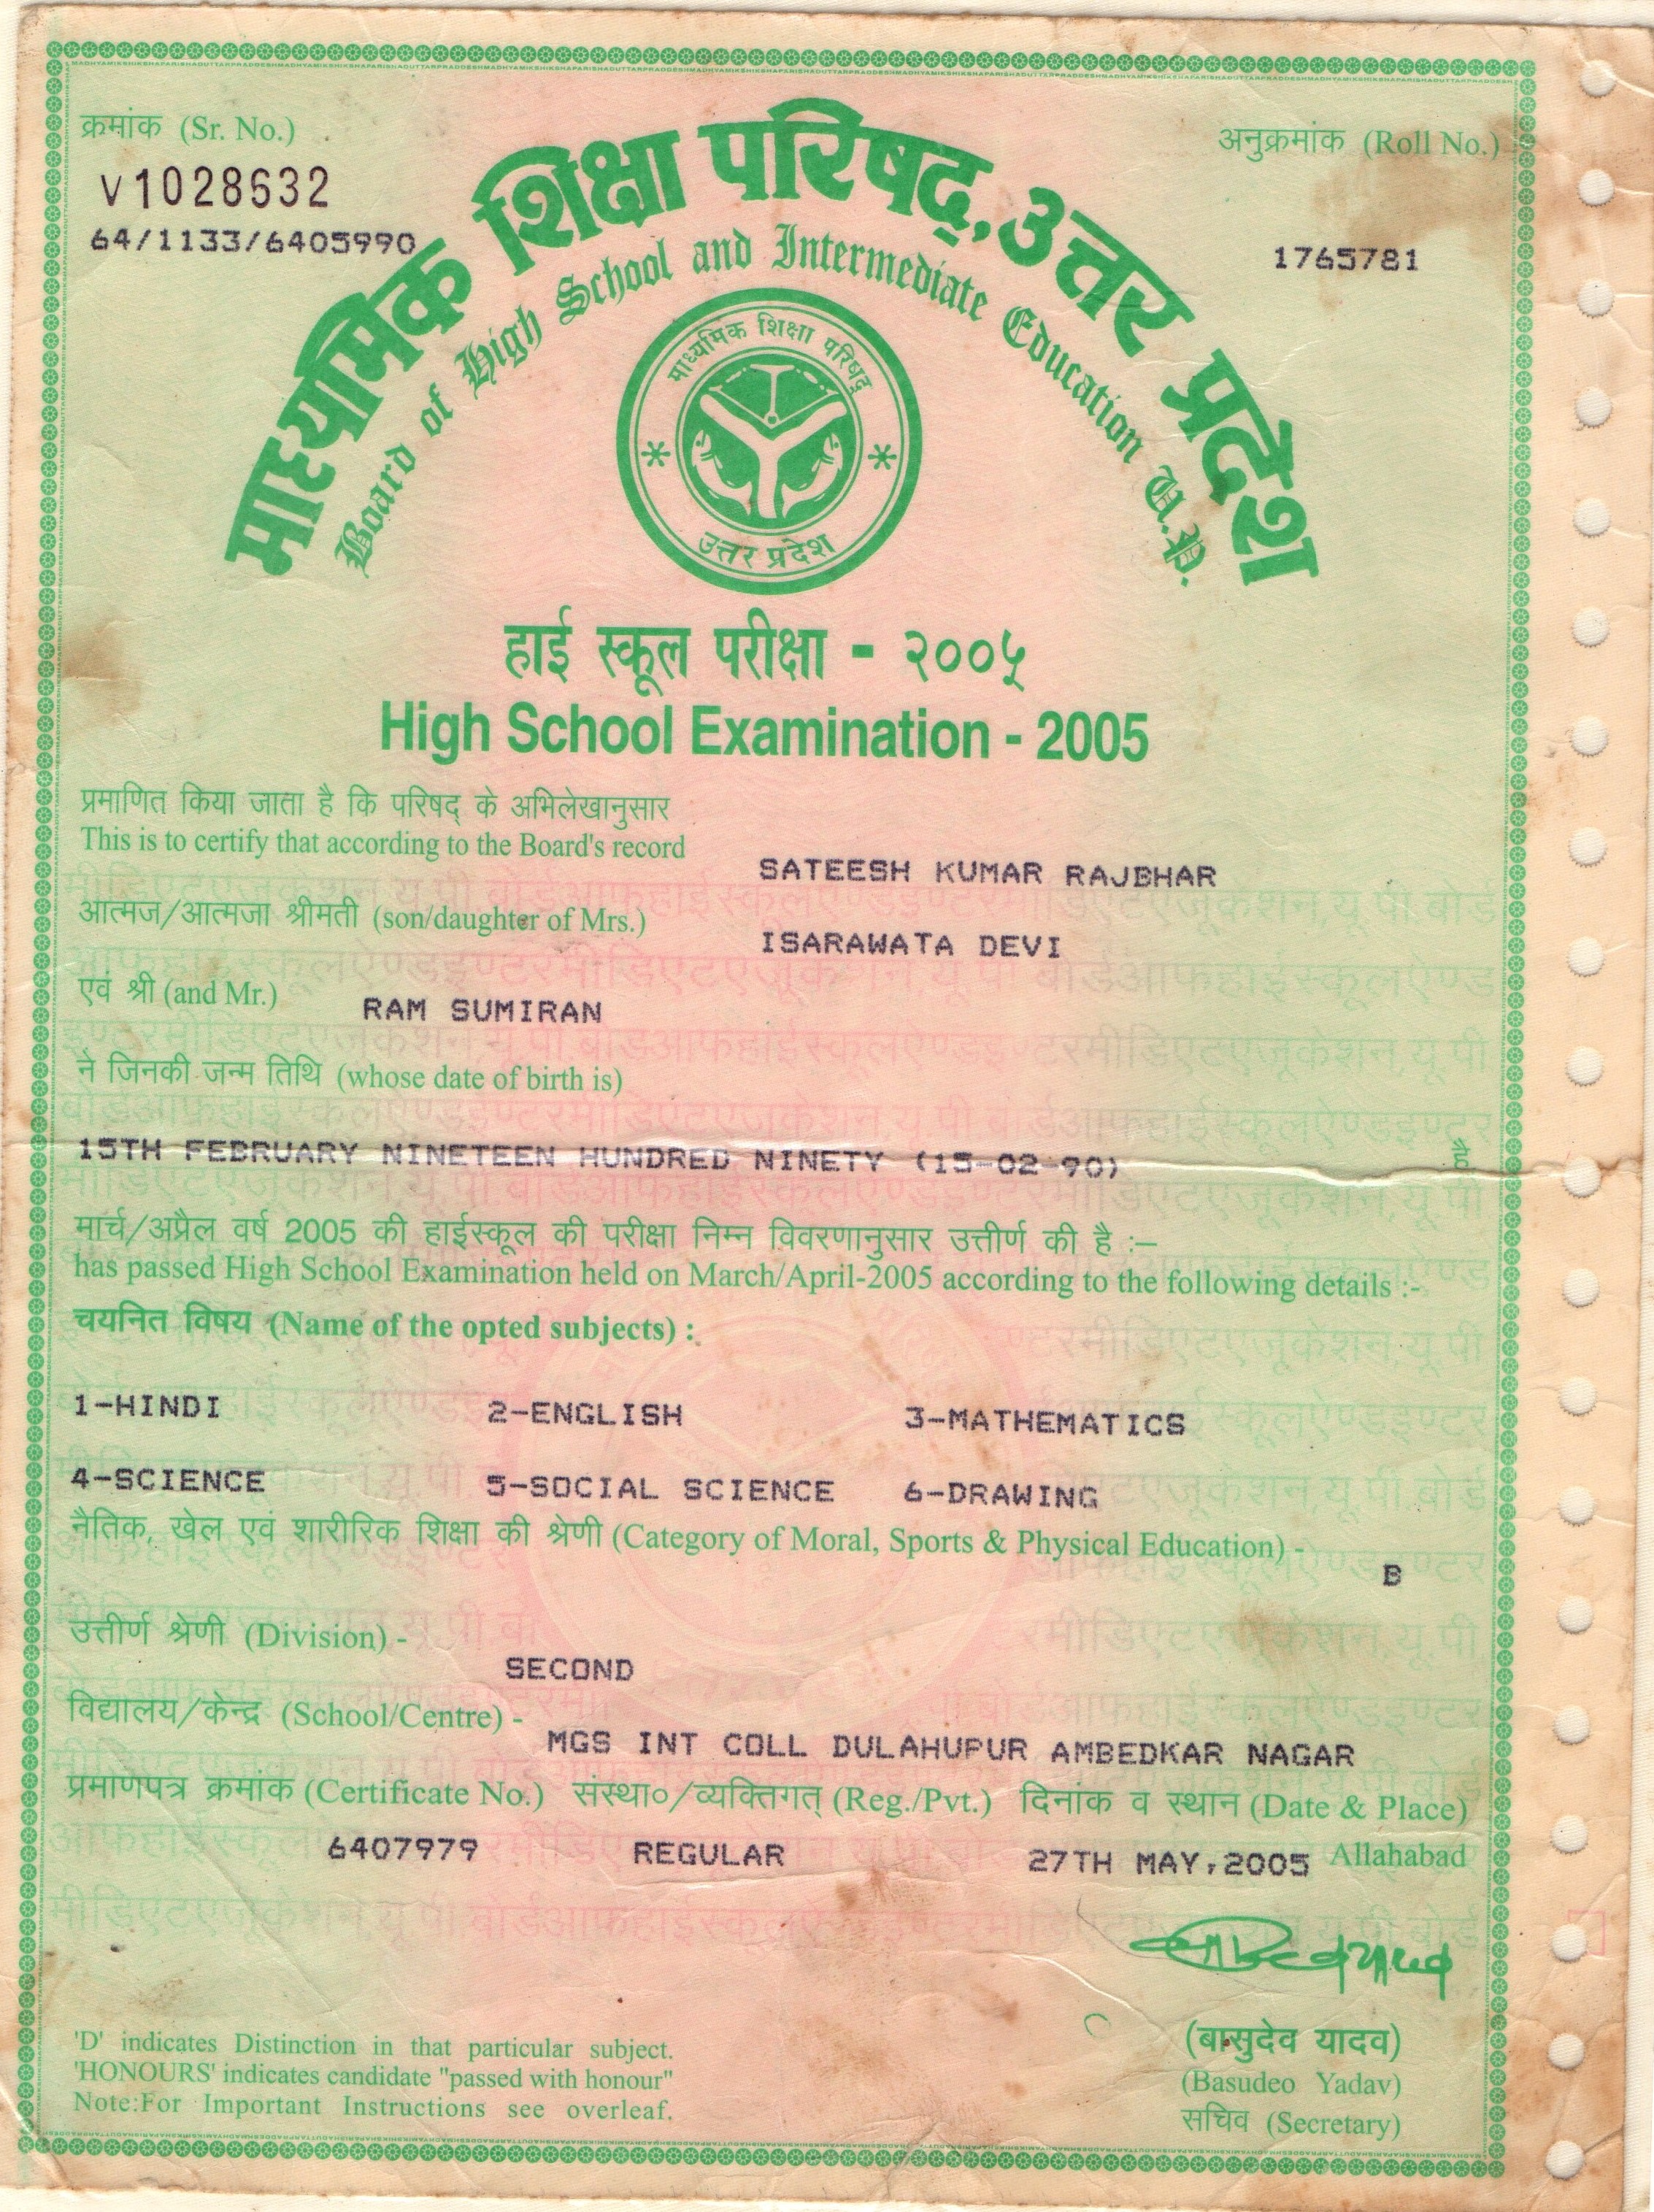 क्रमांक (Sr. No.)
अनुक्रमांक (Roll No.)
V1028632
64/1133/6405990
1765781
माध्यमिक शिक्षा परिषद्, उत्तर प्रदेश
Board of High School and Intermediate Education U.P.
माध्यमिक शिक्षा परिषद्
उत्तर प्रदेश
हाई स्कूल परीक्षा - २००५
High School Examination - 2005
प्रमाणित किया जाता है कि परिषद् के अभिलेखानुसार
This is to certify that according to the Board's record
SATEESH KUMAR RAJBHAR
आत्मज/आत्मजा श्रीमती (son/daughter of Mrs.)
ISARAWATA DEVI
एवं श्री (and Mr.)
RAM SUMIRAN
ने जिनकी जन्म तिथि (whose date of birth is)
15TH FEBRUARY NINETEEN HUNDRED NINETY (15-02-90)
मार्च/अप्रैल वर्ष 2005 की हाईस्कूल की परीक्षा निम्न विवरणानुसार उत्तीर्ण की है :–
has passed High School Examination held on March/April-2005 according to the following details :-
चयनित विषय (Name of the opted subjects) :
1-HINDI 2-ENGLISH 3-MATHEMATICS
4-SCIENCE 5-SOCIAL SCIENCE 6-DRAWING
नैतिक, खेल एवं शारीरिक शिक्षा की श्रेणी (Category of Moral, Sports & Physical Education) -
B
उत्तीर्ण श्रेणी (Division) -
SECOND
विद्यालय/केन्द्र (School/Centre) -
MGS INT COLL DULAHUPUR AMBEDKAR NAGAR
प्रमाणपत्र क्रमांक (Certificate No.) संस्था०/व्यक्तिगत् (Reg./Pvt.) दिनांक व स्थान (Date & Place)
6407979 REGULAR 27TH MAY,2005 Allahabad
'D' indicates Distinction in that particular subject.
'HONOURS' indicates candidate "passed with honour"
Note:For Important Instructions see overleaf.
(बासुदेव यादव)
(Basudeo Yadav)
सचिव (Secretary)